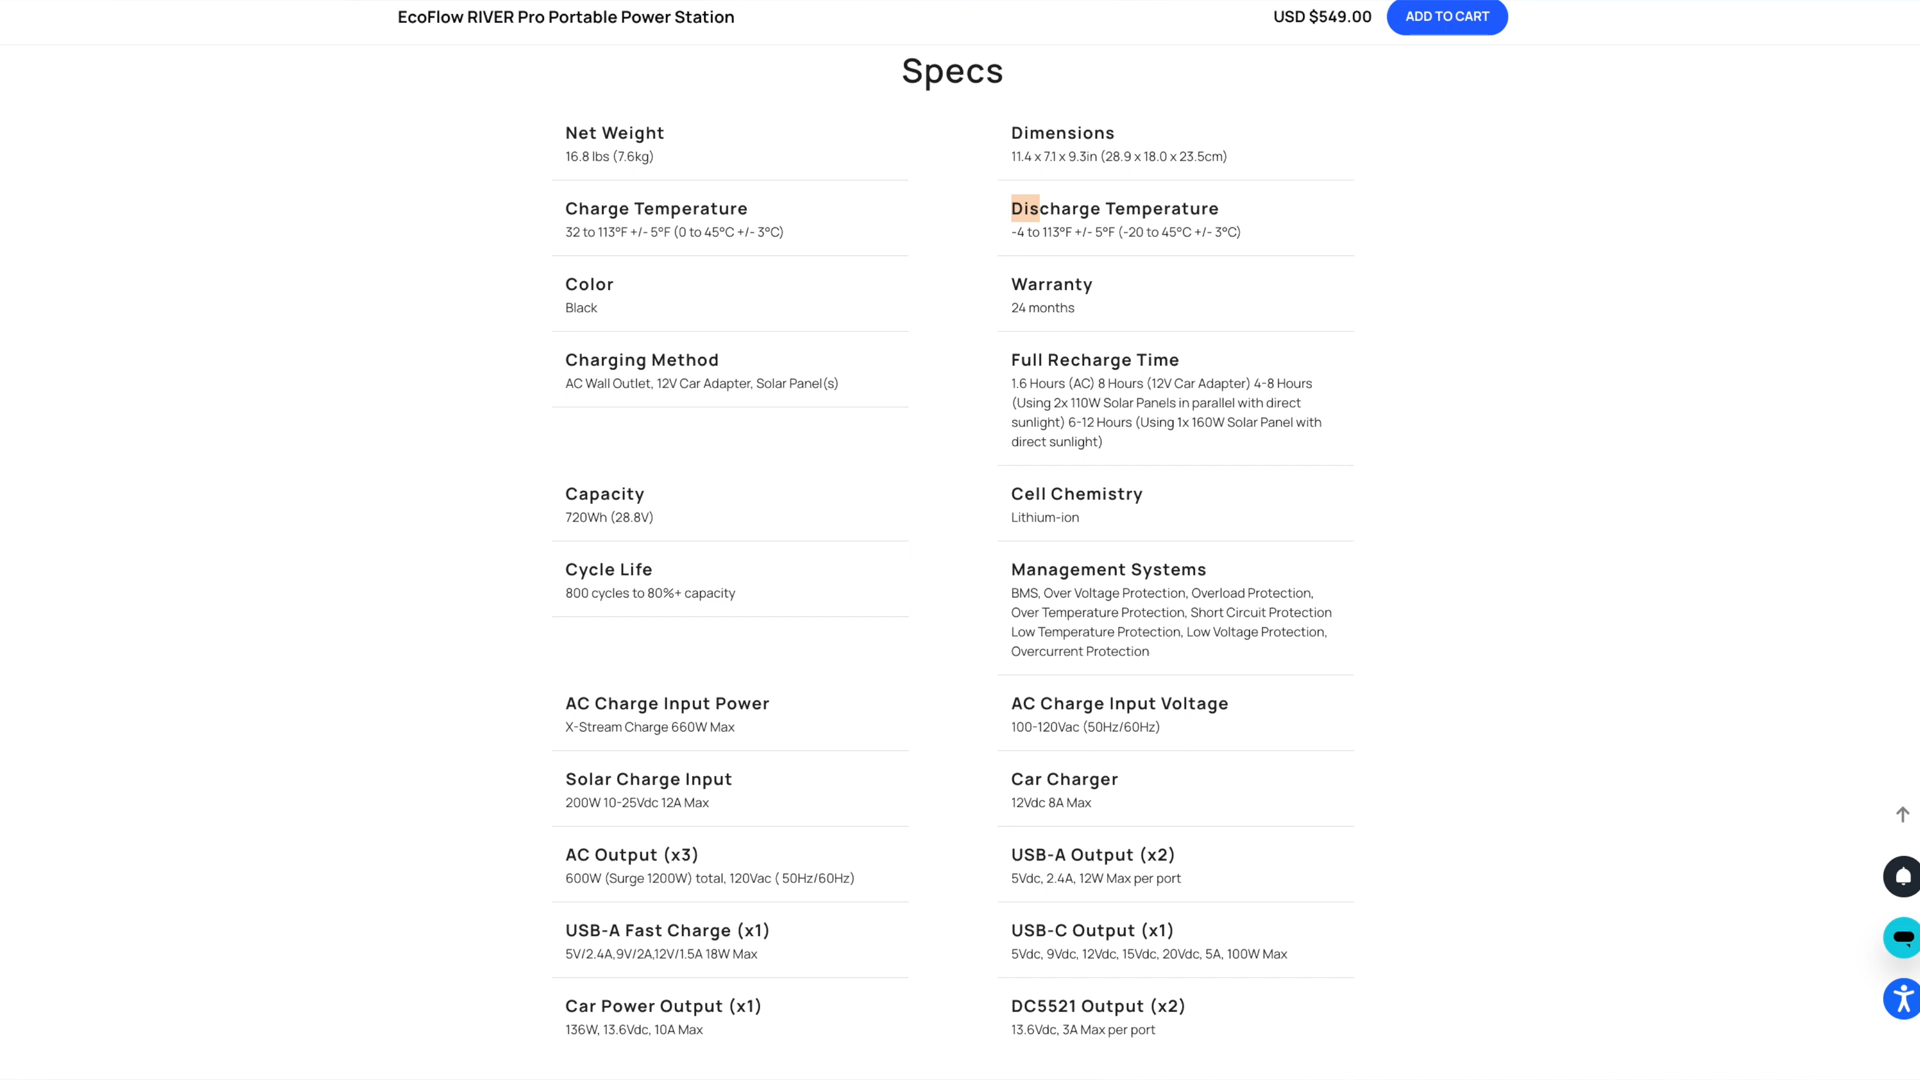 EcoFlow RIVER Pro Portable Power Station
USD $549.00
ADD TO CART
Specs
Net Weight
16.8 lbs (7.6kg)
Dimensions
11.4 x 7.1 x 9.3in (28.9 x 18.0 x 23.5cm)
Charge Temperature
32 to 113°F +/- 5°F (0 to 45°C +/- 3°C)
Discharge Temperature
-4 to 113°F +/- 5°F (-20 to 45°C +/- 3°C)
Color
Black
Warranty
24 months
Charging Method
AC Wall Outlet, 12V Car Adapter, Solar Panel(s)
Full Recharge Time
1.6 Hours (AC) 8 Hours (12V Car Adapter) 4-8 Hours
(Using 2x 110W Solar Panels in parallel with direct
sunlight) 6-12 Hours (Using 1x 160W Solar Panel with
direct sunlight)
Capacity
720Wh (28.8V)
Cell Chemistry
Lithium-ion
Cycle Life
800 cycles to 80%+ capacity
Management Systems
BMS, Over Voltage Protection, Overload Protection,
Over Temperature Protection, Short Circuit Protection
Low Temperature Protection, Low Voltage Protection,
Overcurrent Protection
AC Charge Input Power
X-Stream Charge 660W Max
AC Charge Input Voltage
100-120Vac (50Hz/60Hz)
Solar Charge Input
200W 10-25Vdc 12A Max
Car Charger
12Vdc 8A Max
AC Output (x3)
600W (Surge 1200W) total, 120Vac ( 50Hz/60Hz)
USB-A Output (x2)
5Vdc, 2.4A, 12W Max per port
USB-A Fast Charge (x1)
5V/2.4A,9V/2A,12V/1.5A 18W Max
USB-C Output (x1)
5Vdc, 9Vdc, 12Vdc, 15Vdc, 20Vdc, 5A, 100W Max
Car Power Output (x1)
136W, 13.6Vdc, 10A Max
DC5521 Output (x2)
13.6Vdc, 3A Max per port